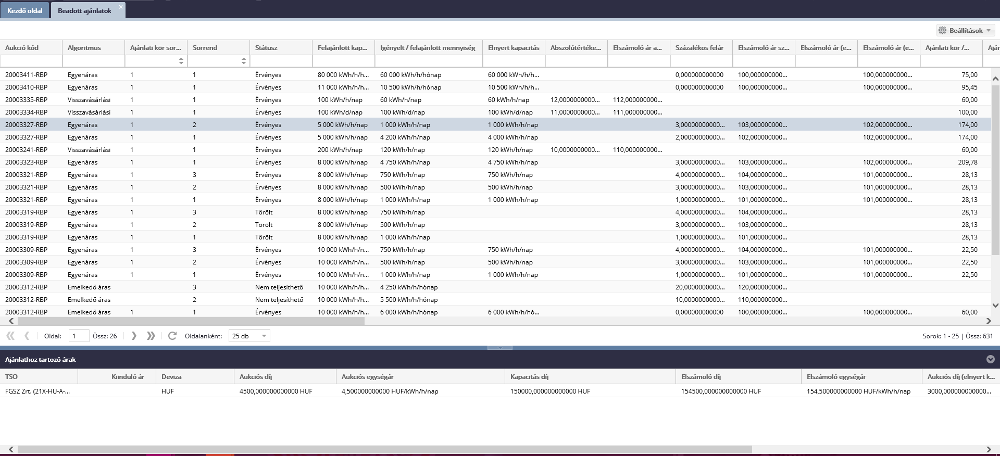 Kezdő oldal Beadott ajánlatok ×
Beállítások
Aukció kód Algoritmus Ajánlati kör sor... Sorrend Státusz Felajánlott kap... Igényelt / felajánlott mennyiség Elnyert kapacitás Abszolútértéke... Elszámoló ár a... Százalékos felár Elszámoló ár sz... Elszámoló ár (e... Elszámoló ár (e... Ajánlati kör /... Aján
20003411-RBP Egyenáras 1 1 Érvényes 80 000 kWh/h/h... 60 000 kWh/h/hónap 60 000 kWh/h/h... 0,000000000000 100,000000000... 100,000000000... 75,00
20003410-RBP Egyenáras 1 1 Érvényes 11 000 kWh/h/h... 10 500 kWh/h/hónap 10 500 kWh/h/h... 0,000000000000 100,000000000... 100,000000000... 95,45
20003335-RBP Visszavásárlási 1 1 Érvényes 100 kWh/h/nap 60 kWh/h/nap 60 kWh/h/nap 12,0000000000... 112,000000000... 60,00
20003334-RBP Visszavásárlási 1 1 Érvényes 100 kWh/d/nap 100 kWh/d/nap 100 kWh/d/nap 11,0000000000... 111,000000000... 100,00
20003327-RBP Egyenáras 1 2 Érvényes 5 000 kWh/h/nap 1 000 kWh/h/nap 1 000 kWh/h/nap 3,00000000000... 103,000000000... 102,000000000... 174,00
20003327-RBP Egyenáras 1 1 Érvényes 5 000 kWh/h/nap 4 200 kWh/h/nap 4 000 kWh/h/nap 2,00000000000... 102,000000000... 102,000000000... 174,00
20003241-RBP Visszavásárlási 1 1 Érvényes 200 kWh/h/nap 120 kWh/h/nap 120 kWh/h/nap 10,0000000000... 110,000000000... 60,00
20003323-RBP Egyenáras 1 1 Érvényes 8 000 kWh/h/nap 4 750 kWh/h/nap 4 750 kWh/h/nap 3,00000000000... 103,000000000... 102,000000000... 209,78
20003321-RBP Egyenáras 1 3 Érvényes 8 000 kWh/h/nap 750 kWh/h/nap 750 kWh/h/nap 4,00000000000... 104,000000000... 101,000000000... 28,13
20003321-RBP Egyenáras 1 2 Érvényes 8 000 kWh/h/nap 500 kWh/h/nap 500 kWh/h/nap 3,00000000000... 103,000000000... 101,000000000... 28,13
20003321-RBP Egyenáras 1 1 Érvényes 8 000 kWh/h/nap 1 000 kWh/h/nap 1 000 kWh/h/nap 1,00000000000... 101,000000000... 101,000000000... 28,13
20003319-RBP Egyenáras 1 3 Törölt 8 000 kWh/h/nap 750 kWh/h/nap 4,00000000000... 104,000000000... 28,13
20003319-RBP Egyenáras 1 2 Törölt 8 000 kWh/h/nap 500 kWh/h/nap 3,00000000000... 103,000000000... 28,13
20003319-RBP Egyenáras 1 1 Törölt 8 000 kWh/h/nap 1 000 kWh/h/nap 1,00000000000... 101,000000000... 28,13
20003309-RBP Egyenáras 1 3 Érvényes 10 000 kWh/h/n... 750 kWh/h/nap 750 kWh/h/nap 4,00000000000... 104,000000000... 101,000000000... 22,50
20003309-RBP Egyenáras 1 2 Érvényes 10 000 kWh/h/n... 500 kWh/h/nap 500 kWh/h/nap 3,00000000000... 103,000000000... 101,000000000... 22,50
20003309-RBP Egyenáras 1 1 Érvényes 10 000 kWh/h/n... 1 000 kWh/h/nap 1 000 kWh/h/nap 1,00000000000... 101,000000000... 101,000000000... 22,50
20003312-RBP Emelkedő áras 3 Nem teljesíthető 10 000 kWh/h/h... 4 250 kWh/h/hónap 20,0000000000... 120,000000000...
20003312-RBP Emelkedő áras 2 Nem teljesíthető 10 000 kWh/h/h... 5 500 kWh/h/hónap 10,0000000000... 110,000000000...
20003312-RBP Emelkedő áras 1 1 Érvényes 10 000 kWh/h/h... 6 000 kWh/h/hónap 6 000 kWh/h/hó... 0,000000000000 100,000000000... 100,000000000... 60,00
Oldal: 1 Össz: 26 Oldalanként: 25 db Sorok: 1 - 25 | Össz: 631
Ajánlathoz tartozó árak
TSO Kiinduló ár Deviza Aukciós díj Aukciós egységár Kapacitás díj Elszámoló díj Elszámoló egységár Aukciós díj (elnyert k...
FGSZ Zrt. (21X-HU-A-... HUF 4500,000000000000 HUF 4,500000000000 HUF/kWh/h/nap 150000,000000000000 HUF 154500,000000000000 HUF 154,500000000000 HUF/kWh/h/nap 3000,000000000000...